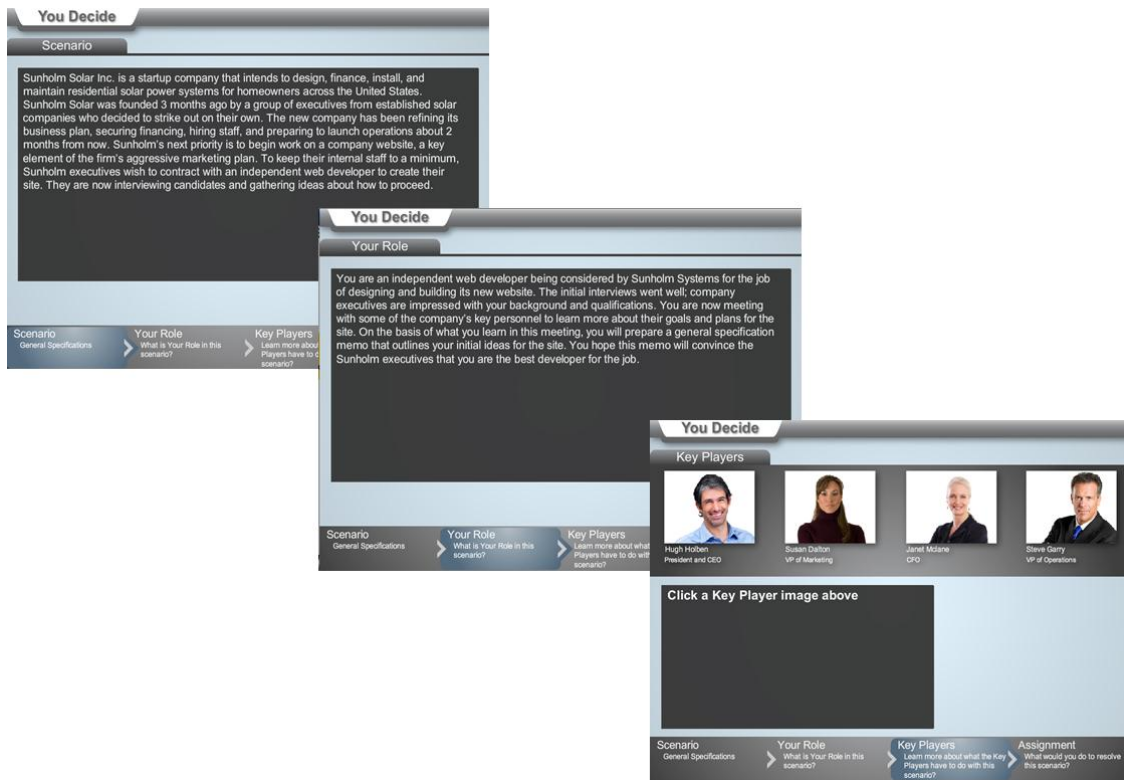 You Decide
Scenario
Sunholm Solar Inc. is a startup company that intends to design, finance, install, and
maintain residential solar power systems for homeowners across the United States.
Sunholm Solar was founded 3 months ago by a group of executives from established solar
companies who decided to strike out on their own. The new company has been refining its
business plan, securing financing, hiring staff, and preparing to launch operations about 2
months from now. Sunholm's next priority is to begin work on a company website, a key
element of the firm's aggressive marketing plan. To keep their internal staff to a minimum,
Sunholm executives wish to contract with an independent web developer to create their
site. They are now interviewing candidates and gathering ideas about how to proceed.
Scenario
General Specifications
Your Role
What is Your Role in this
scenario?
Key Players
Learn more abou
Players have to d
scenario?
You Decide
Your Role
You are an independent web developer being considered by Sunholm Systems for the job
of designing and building its new website. The initial interviews went well; company
executives are impressed with your background and qualifications. You are now meeting
with some of the company's key personnel to learn more about their goals and plans for the
site. On the basis of what you learn in this meeting, you will prepare a general specification
memo that outlines your initial ideas for the site. You hope this memo will convince the
Sunholm executives that you are the best developer for the job.
Scenario
General Specifications
Your Role
What is Your Role in this
scenario?
Key Players
Learn more about what
Players have to do with
scenario?
You Decide
Key Players
Hugh Holben
President and CEO
Susan Dalton
VP of Marketing
Janet Mclane
CFO
Steve Garry
VP of Operations
Click a Key Player image above
Scenario
General Specifications
Your Role
What is Your Role in this
scenario?
Key Players
Learn more about what the Key
Players have to do with this
scenario?
Assignment
What would you do to resolve
this scenario?